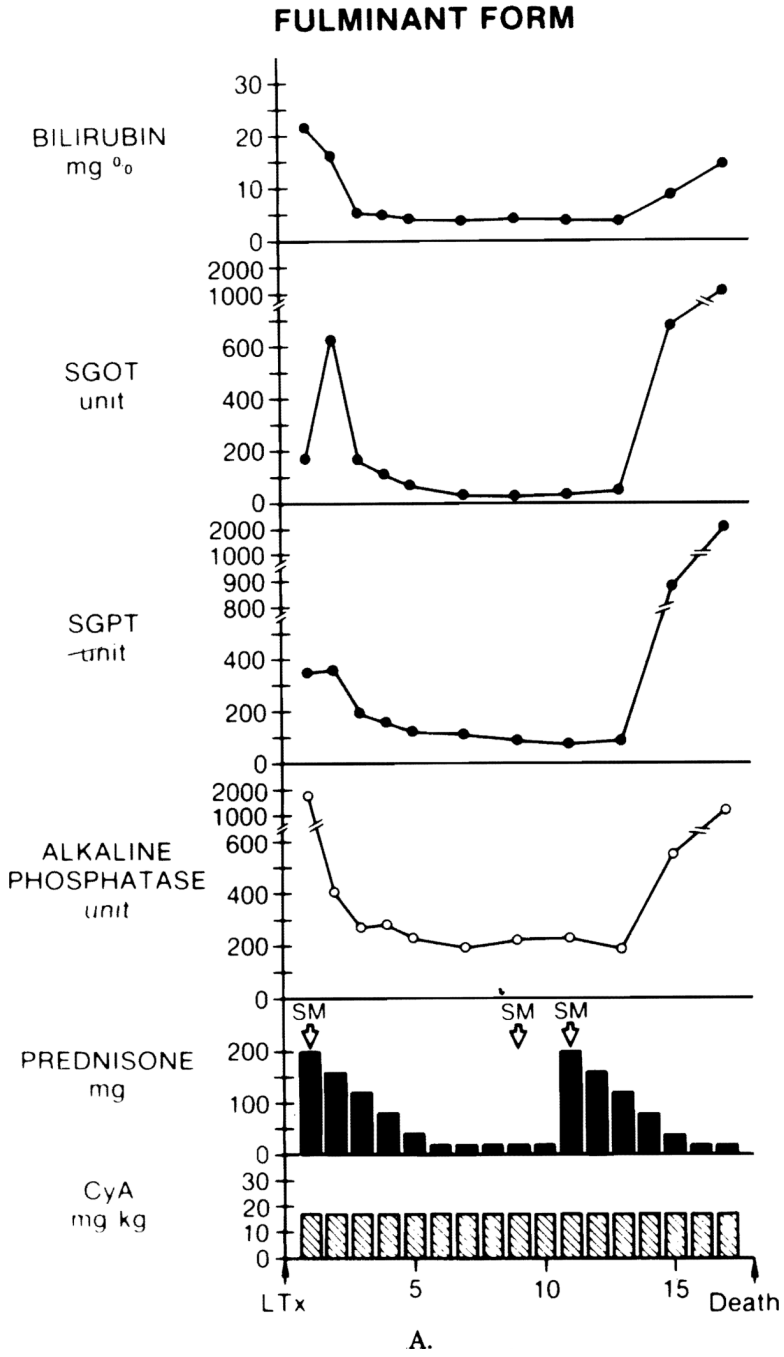 FULMINANT FORM
BILIRUBIN
mg %
30
20
10
0
SGOT
unit
2000
1000
600
400
200
0
SGPT
unit
2000
1000
900
800
400
200
0
ALKALINE
PHOSPHATASE
unit
2000
1000
600
400
200
0
SM SM SM
PREDNISONE
mg
200
100
0
CyA
mg kg
30
20
10
0
5 10 15
LTx Death
A.